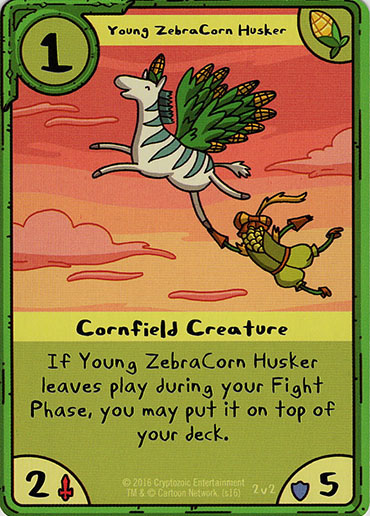 1
Young ZebraCorn Husker
Cornfield Creature
If Young ZebraCorn Husker
leaves play during your Fight
Phase, you may put it on top of
your deck.
© 2016 Cryptozoic Entertainment
TM & © Cartoon Network. (s16)
2v2
2
5